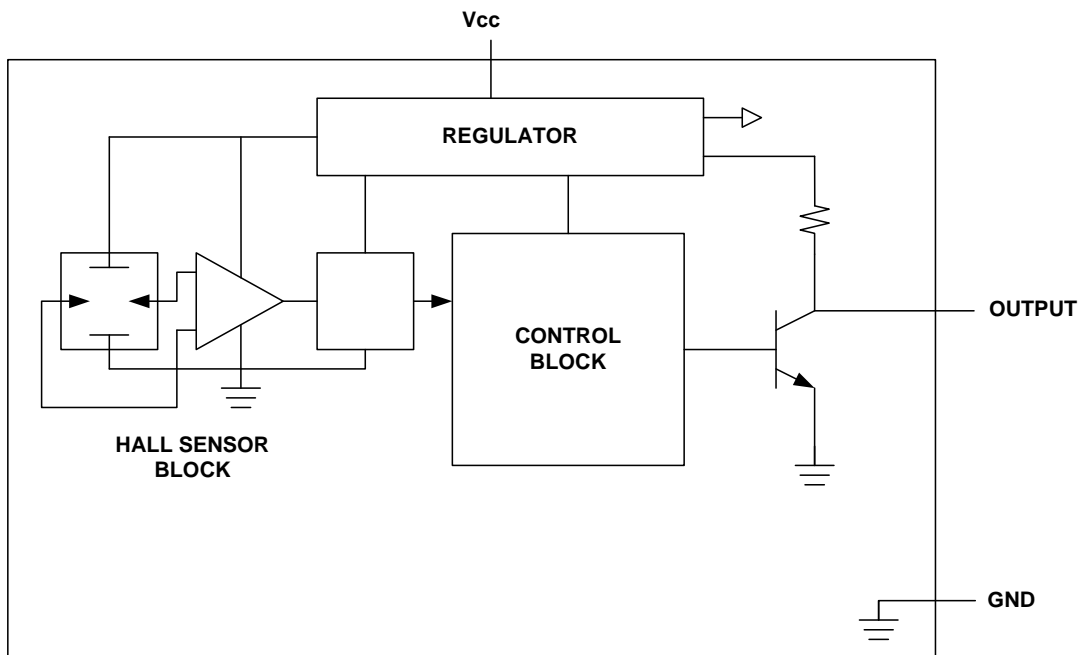 Vcc
REGULATOR
OUTPUT
CONTROL
BLOCK
HALL SENSOR
BLOCK
GND